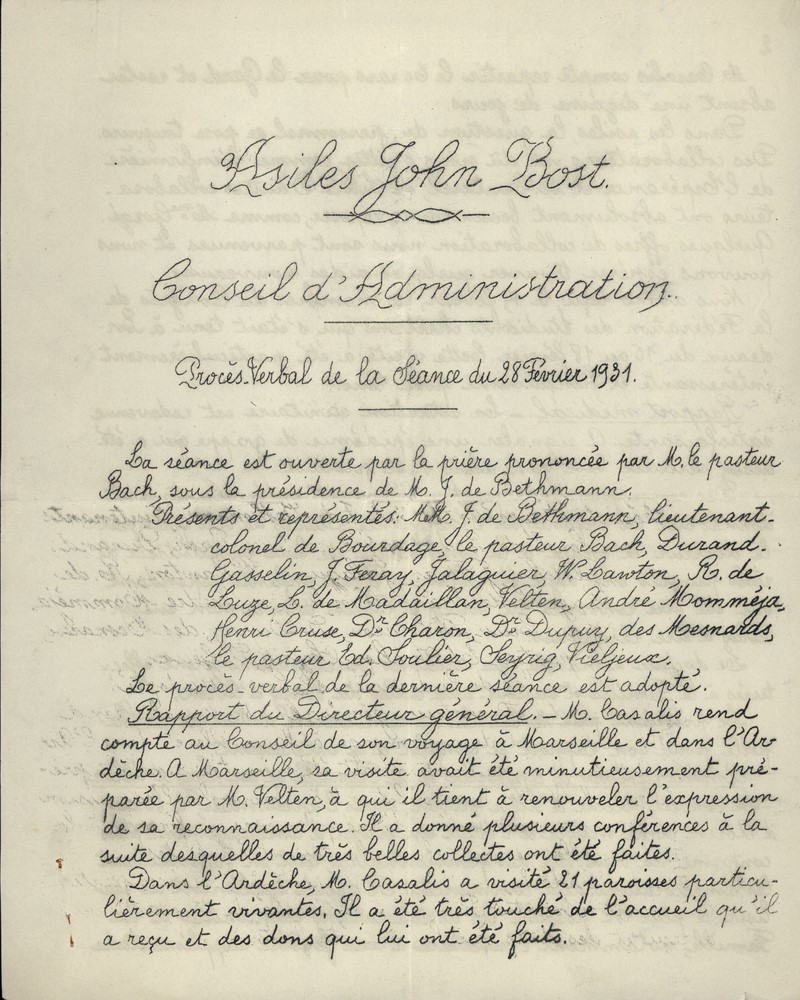 Asiles John Bost.
Conseil d'Administration.
Procès-Verbal de la Séance du 28 Février 1931.
La séance est ouverte par la prière prononcée par M. le pasteur
Bach, sous la présidence de M. J. de Bethmann.
Présents et représentés: MM. J. de Bethmann, lieutenant-
colonel de Bourdage, le pasteur Bach, Durand-
Gasselin, J. Feray, Jalaguier, W. Lawton, R. de
Luze, L. de Madaillan, Velten, André Momméja,
Henri Cruse, Dr Charon, Dr Dupuy, des Mesnards,
le pasteur Ed. Soulier, Seyrig, Vieljeux.
Le procès-verbal de la dernière séance est adopté.
Rapport du Directeur général. – M. Casalis rend
compte au Conseil de son voyage à Marseille et dans l'Ar-
dèche. A Marseille, sa visite avait été minutieusement pré-
parée par M. Velten, à qui il tient à renouveler l'expression
de sa reconnaissance. Il a donné plusieurs conférences à la
suite desquelles de très belles collectes ont été faites.
Dans l'Ardèche, M. Casalis a visité 21 paroisses particu-
lièrement vivantes. Il a été très touché de l'accueil qu'il
a reçu et des dons qui lui ont été faits.